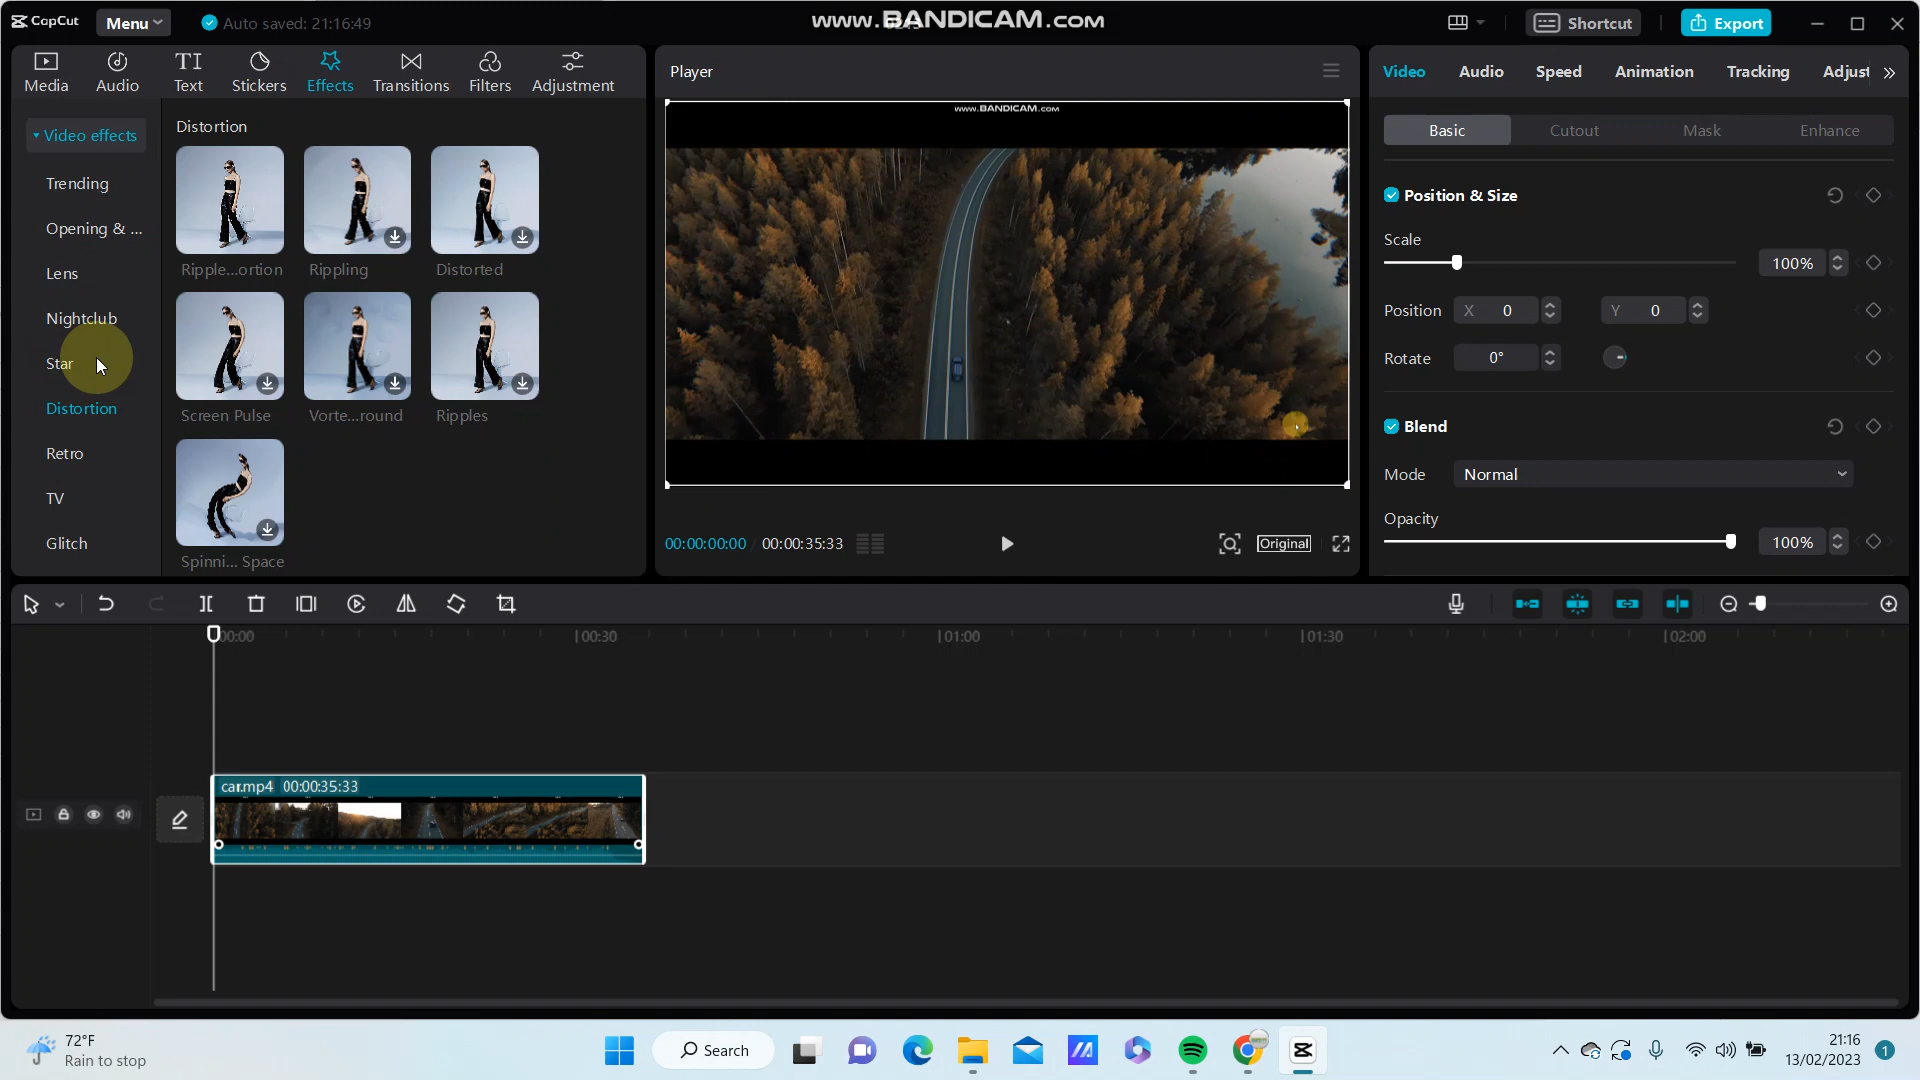 CapCut
Menu
Auto saved: 21:16:49
www.BANDICAM.com
Shortcut
Export
Media
Audio
Text
Stickers
Effects
Transitions
Filters
Adjustment
Video effects
Trending
Opening & ...
Lens
Nightclub
Star
Distortion
Retro
TV
Glitch
Distortion
Ripple...ortion
Rippling
Distorted
Screen Pulse
Vorte...round
Ripples
Spinni... Space
Player
www.BANDICAM.com
00:00:00:00
00:00:35:33
Original
Video
Audio
Speed
Animation
Tracking
Adjust
Basic
Cutout
Mask
Enhance
Position & Size
Scale
100%
Position
X 0
Y 0
Rotate
0°
Blend
Mode
Normal
Opacity
100%
00:00
00:30
01:00
01:30
02:00
car.mp4 00:00:35:33
72°F
Rain to stop
Search
21:16
13/02/2023
1